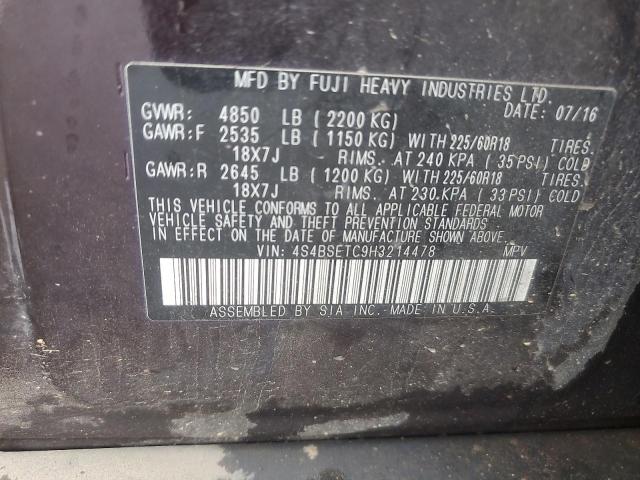 MFD BY FUJI HEAVY INDUSTRIES LTD.
DATE: 07/16
GVWR: 4850 LB (2200 KG)
GAWR:F 2535 LB (1150 KG) WITH 225/60R18 TIRES.
18X7J RIMS. AT 240 KPA (35 PSI) COLD
GAWR:R 2645 LB (1200 KG) WITH 225/60R18 TIRES.
18X7J RIMS. AT 230.KPA (33 PSI) COLD
THIS VEHICLE CONFORMS TO ALL APPLICABLE FEDERAL MOTOR
VEHICLE SAFETY AND THEFT PREVENTION STANDARDS
IN EFFECT ON THE DATE OF MANUFACTURE SHOWN ABOVE.
VIN: 4S4BSETC9H3214478 MPV
ASSEMBLED BY SIA INC. MADE IN U.S.A.